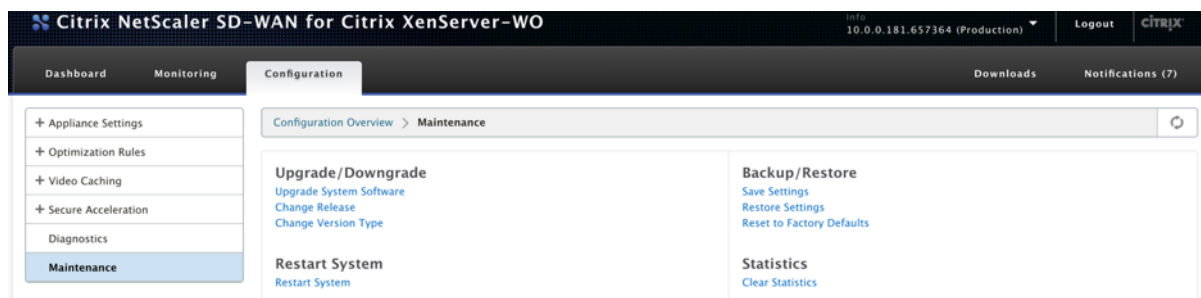 Citrix NetScaler SD-WAN for Citrix XenServer-WO
Info
10.0.0.181.657364 (Production)
Logout
CİTRIX
Dashboard
Monitoring
Configuration
Downloads
Notifications (7)
+ Appliance Settings
+ Optimization Rules
+ Video Caching
+ Secure Acceleration
Diagnostics
Maintenance
Configuration Overview > Maintenance
Upgrade/Downgrade
Upgrade System Software
Change Release
Change Version Type
Restart System
Restart System
Backup/Restore
Save Settings
Restore Settings
Reset to Factory Defaults
Statistics
Clear Statistics